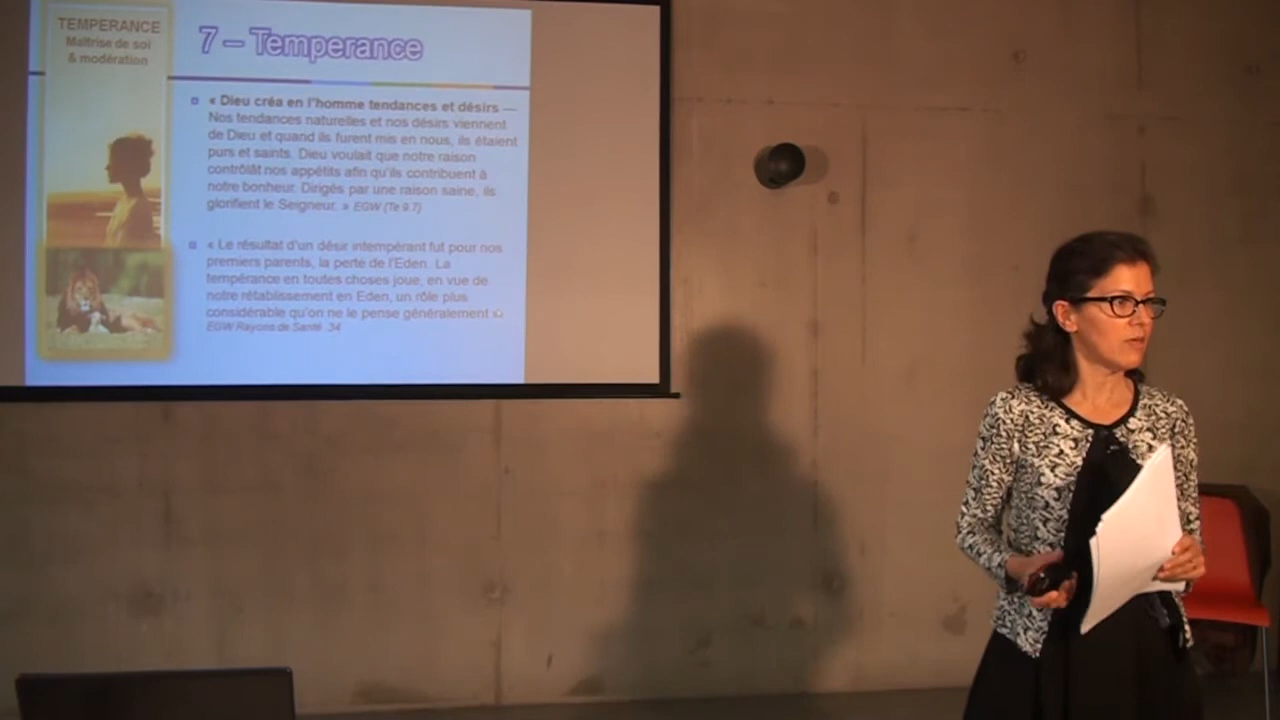 TEMPERANCE
Maîtrise de soi
& modération
7 – Temperance
« Dieu créa en l'homme tendances et désirs —
Nos tendances naturelles et nos désirs viennent
de Dieu et quand ils furent mis en nous, ils étaient
purs et saints. Dieu voulait que notre raison
contrôlât nos appétits afin qu'ils contribuent à
notre bonheur. Dirigés par une raison saine, ils
glorifient le Seigneur. » EGW (Te 9.7)
« Le résultat d'un désir intempérant fut pour nos
premiers parents, la perte de l'Eden. La
tempérance en toutes choses joue, en vue de
notre rétablissement en Eden, un rôle plus
considérable qu'on ne le pense généralement »
EGW Rayons de Santé .34